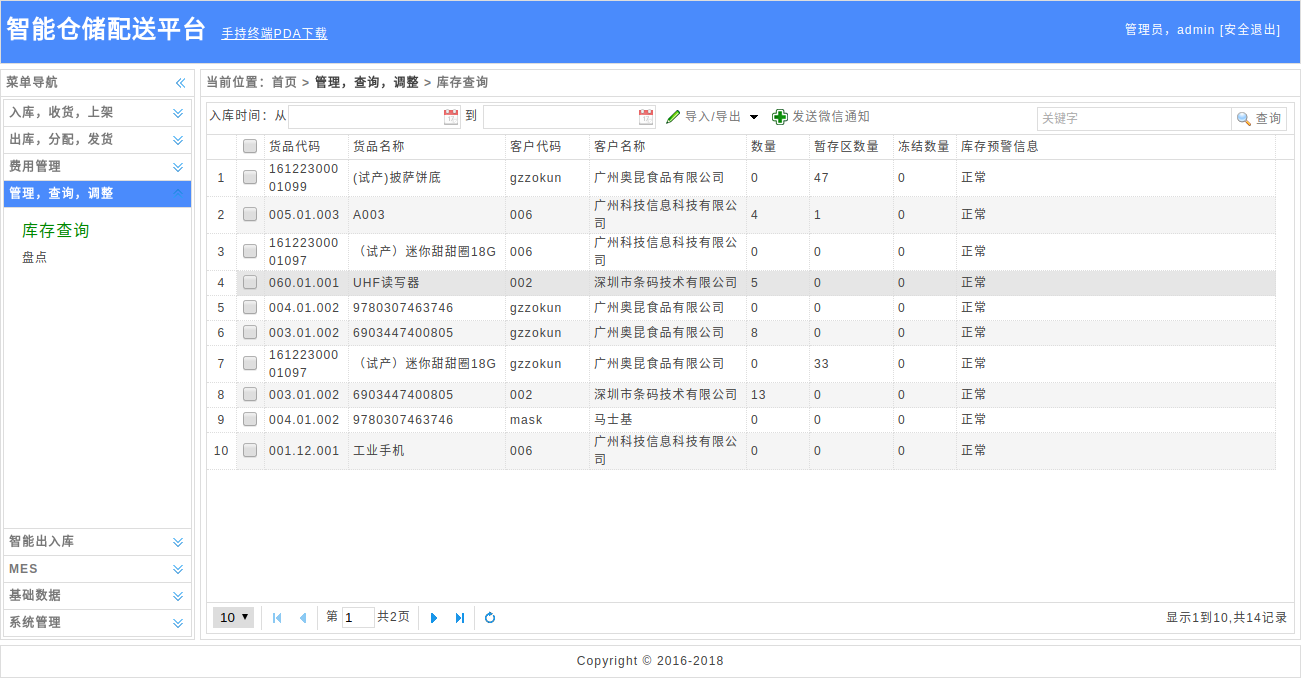 智能仓储配送平台 手持终端PDA下载 管理员，admin [安全退出]
菜单导航
当前位置：首页 > 管理，查询，调整 > 库存查询
入库，收货，上架
出库，分配，发货
费用管理
管理，查询，调整
库存查询
盘点
智能出入库
MES
基础数据
系统管理
入库时间：从 到 导入/导出 发送微信通知 关键字 查询
货品代码 货品名称 客户代码 客户名称 数量 暂存区数量 冻结数量 库存预警信息
1 16122300001099 (试产)披萨饼底 gzzokun 广州奥昆食品有限公司 0 47 0 正常
2 005.01.003 A003 006 广州科技信息科技有限公司 4 1 0 正常
3 16122300001097 （试产）迷你甜甜圈18G 006 广州科技信息科技有限公司 0 0 0 正常
4 060.01.001 UHF读写器 002 深圳市条码技术有限公司 5 0 0 正常
5 004.01.002 9780307463746 gzzokun 广州奥昆食品有限公司 0 0 0 正常
6 003.01.002 6903447400805 gzzokun 广州奥昆食品有限公司 8 0 0 正常
7 16122300001097 （试产）迷你甜甜圈18G gzzokun 广州奥昆食品有限公司 0 33 0 正常
8 003.01.002 6903447400805 002 深圳市条码技术有限公司 13 0 0 正常
9 004.01.002 9780307463746 mask 马士基 0 0 0 正常
10 001.12.001 工业手机 006 广州科技信息科技有限公司 0 0 0 正常
10 第 1 共2页 显示1到10,共14记录
Copyright © 2016-2018